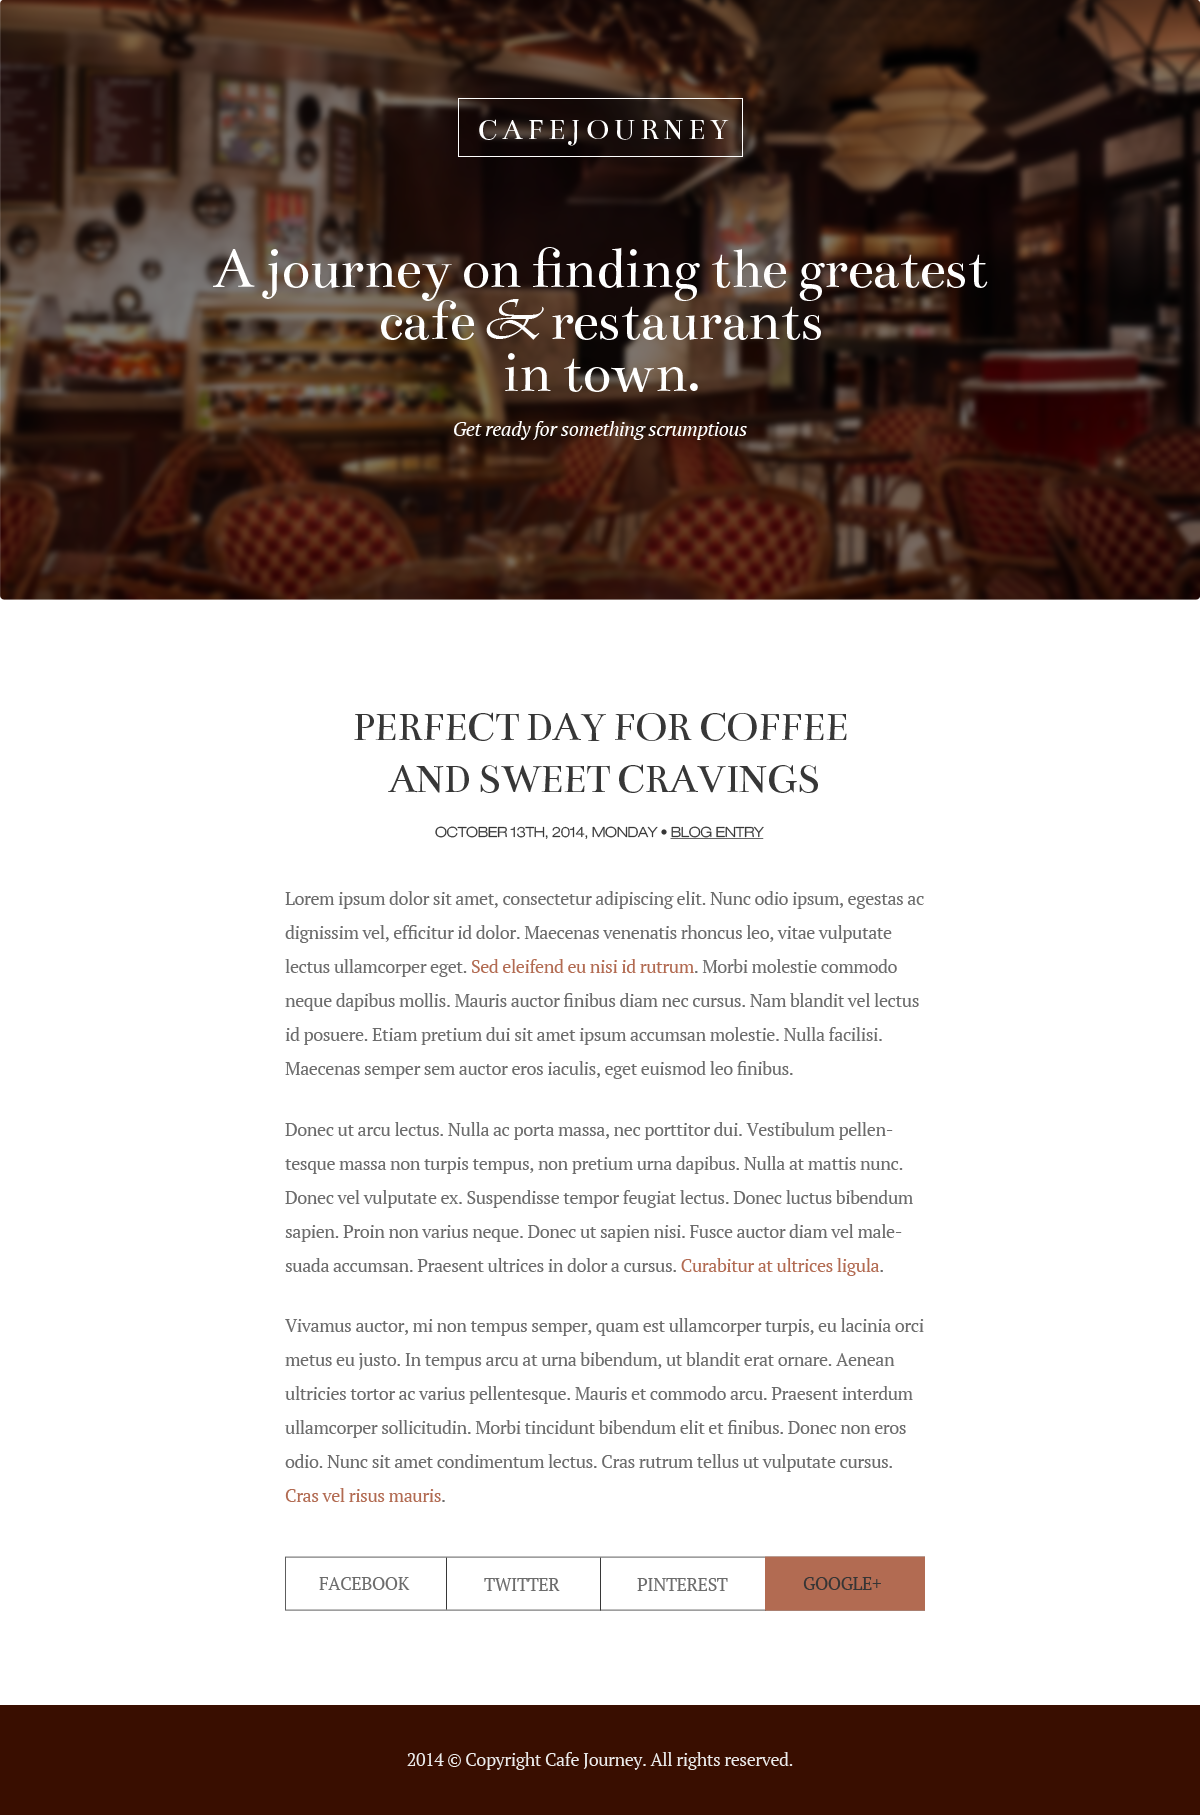 CAFEJOURNEY
A journey on finding the greatest
cafe & restaurants
in town.
Get ready for something scrumptious
PERFECT DAY FOR COFFEE
AND SWEET CRAVINGS
OCTOBER 13TH, 2014, MONDAY • BLOG ENTRY
Lorem ipsum dolor sit amet, consectetur adipiscing elit. Nunc odio ipsum, egestas ac
dignissim vel, efficitur id dolor. Maecenas venenatis rhoncus leo, vitae vulputate
lectus ullamcorper eget. Sed eleifend eu nisi id rutrum. Morbi molestie commodo
neque dapibus mollis. Mauris auctor finibus diam nec cursus. Nam blandit vel lectus
id posuere. Etiam pretium dui sit amet ipsum accumsan molestie. Nulla facilisi.
Maecenas semper sem auctor eros iaculis, eget euismod leo finibus.
Donec ut arcu lectus. Nulla ac porta massa, nec porttitor dui. Vestibulum pellen-
tesque massa non turpis tempus, non pretium urna dapibus. Nulla at mattis nunc.
Donec vel vulputate ex. Suspendisse tempor feugiat lectus. Donec luctus bibendum
sapien. Proin non varius neque. Donec ut sapien nisi. Fusce auctor diam vel male-
suada accumsan. Praesent ultrices in dolor a cursus. Curabitur at ultrices ligula.
Vivamus auctor, mi non tempus semper, quam est ullamcorper turpis, eu lacinia orci
metus eu justo. In tempus arcu at urna bibendum, ut blandit erat ornare. Aenean
ultricies tortor ac varius pellentesque. Mauris et commodo arcu. Praesent interdum
ullamcorper sollicitudin. Morbi tincidunt bibendum elit et finibus. Donec non eros
odio. Nunc sit amet condimentum lectus. Cras rutrum tellus ut vulputate cursus.
Cras vel risus mauris.
FACEBOOK TWITTER PINTEREST GOOGLE+
2014 © Copyright Cafe Journey. All rights reserved.